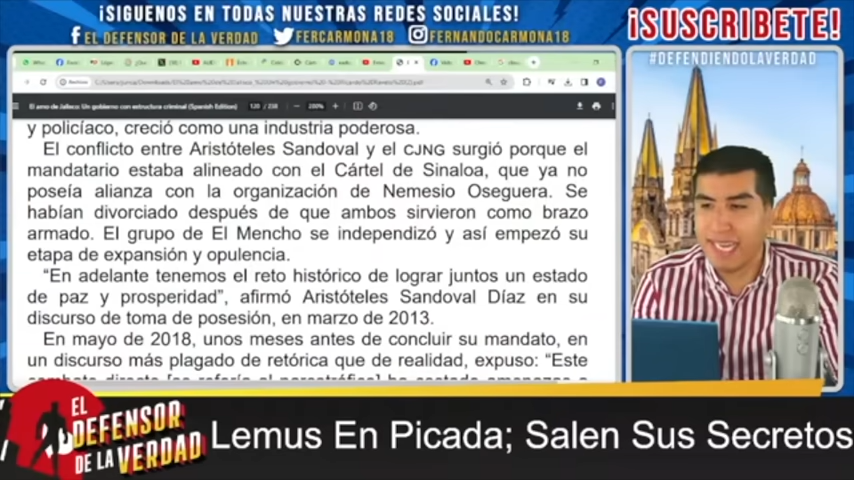 ¡SIGUENOS EN TODAS NUESTRAS REDES SOCIALES!
EL DEFENSOR DE LA VERDAD FERCARMONA18 FERNANDOCARMONA18
¡SUSCRIBETE!
#DEFENDIENDOLAVERDAD
El amo de Jalisco: Un gobierno con estructura criminal (Spanish Edition)
y policíaco, creció como una industria poderosa.
El conflicto entre Aristóteles Sandoval y el CJNG surgió porque el
mandatario estaba alineado con el Cártel de Sinaloa, que ya no
poseía alianza con la organización de Nemesio Oseguera. Se
habían divorciado después de que ambos sirvieron como brazo
armado. El grupo de El Mencho se independizó y así empezó su
etapa de expansión y opulencia.
“En adelante tenemos el reto histórico de lograr juntos un estado
de paz y prosperidad”, afirmó Aristóteles Sandoval Díaz en su
discurso de toma de posesión, en marzo de 2013.
En mayo de 2018, unos meses antes de concluir su mandato, en
un discurso más plagado de retórica que de realidad, expuso: “Este
EL
DEFENSOR
DE LA VERDAD
Lemus En Picada; Salen Sus Secretos